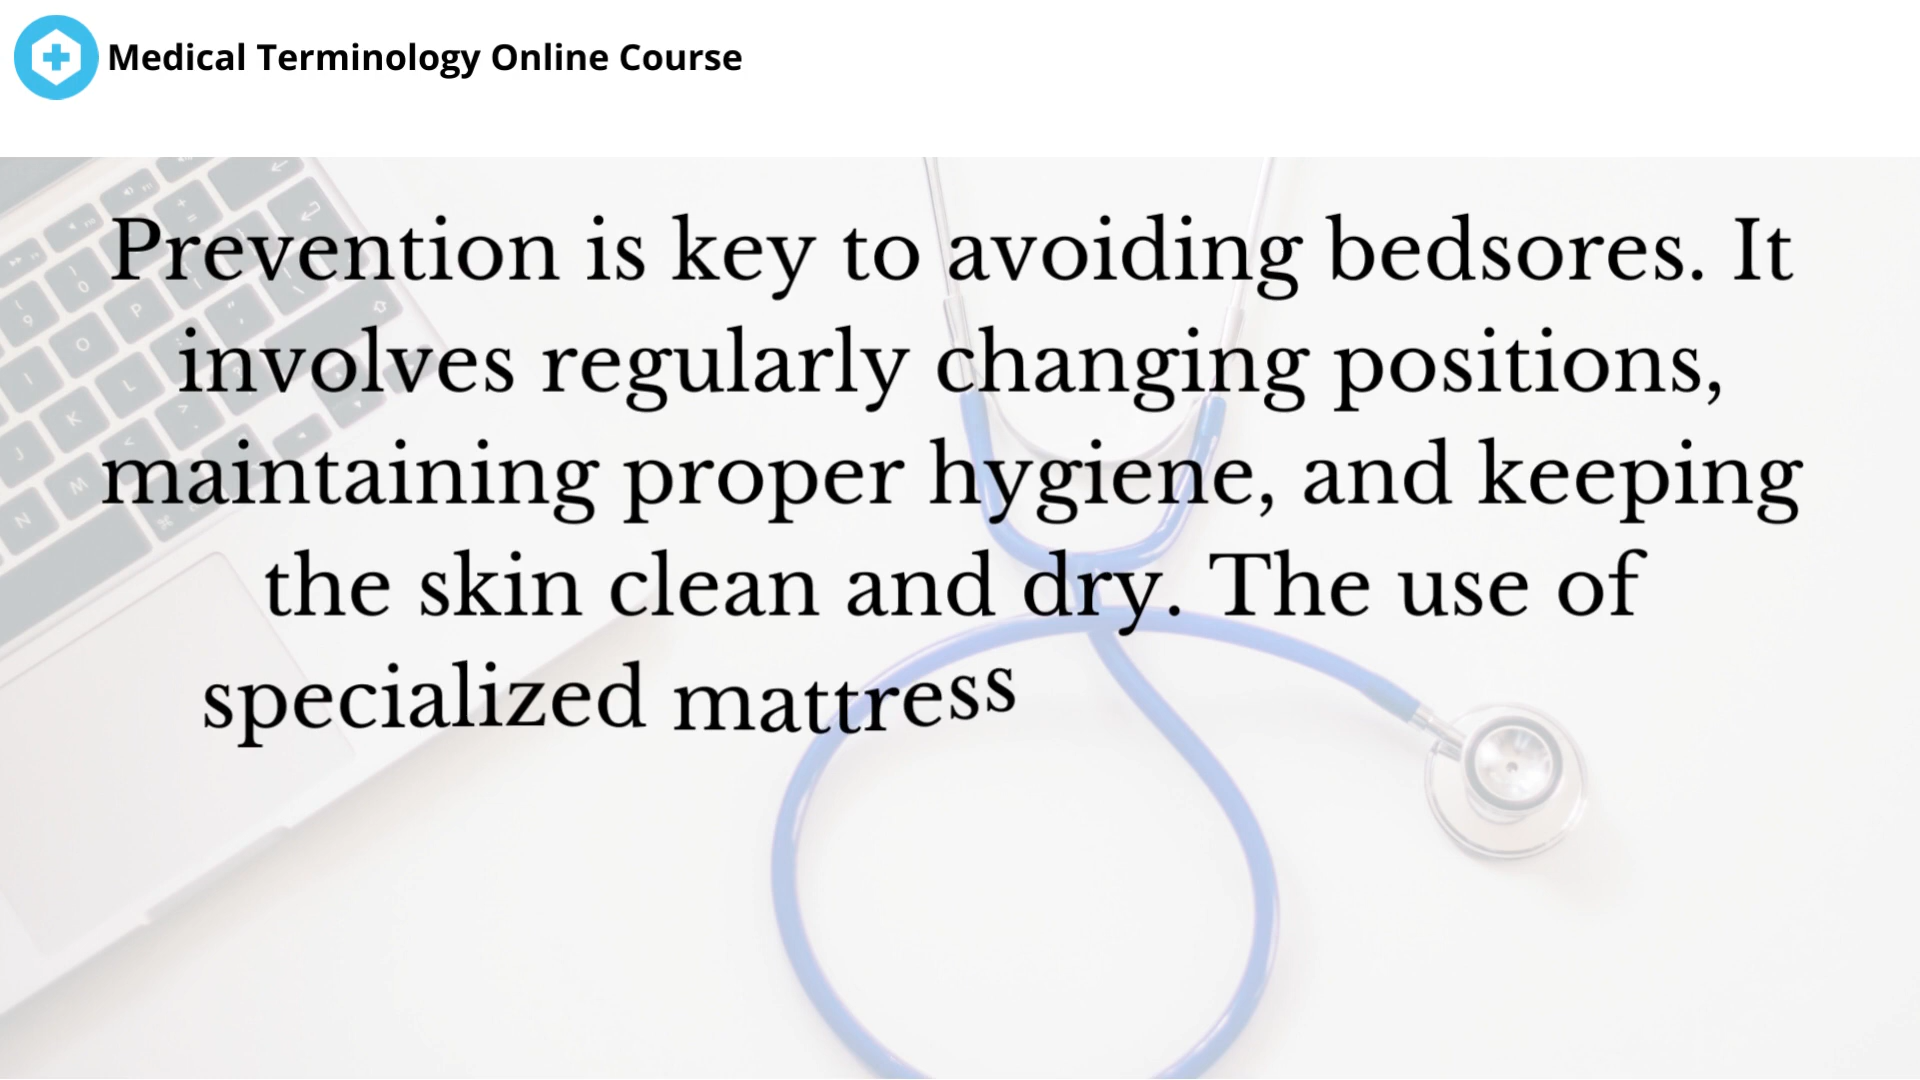 Medical Terminology Online Course
Prevention is key to avoiding bedsores. It
involves regularly changing positions,
maintaining proper hygiene, and keeping
the skin clean and dry. The use of
specialized mattress